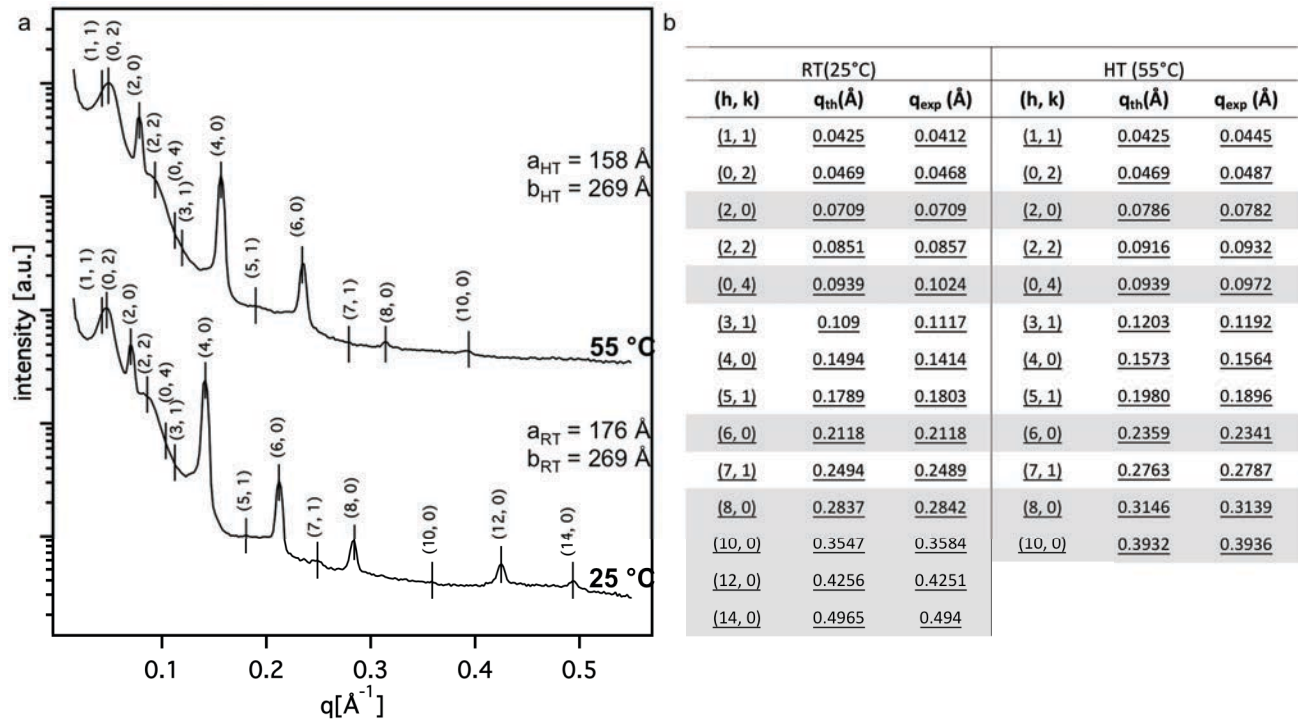 a
(1, 1)
(0, 2)
(2, 0)
(2, 2)
(0, 4)
(3, 1)
(4, 0)
(5, 1)
(6, 0)
(7, 1)
(8, 0)
(10, 0)
aHT = 158 Å
bHT = 269 Å
55 °C
(1, 1)
(0, 2)
(2, 0)
(2, 2)
(0, 4)
(3, 1)
(4, 0)
(5, 1)
(6, 0)
(7, 1)
(8, 0)
(10, 0)
(12, 0)
(14, 0)
aRT = 176 Å
bRT = 269 Å
25 °C
intensity [a.u.]
0.1 0.2 0.3 0.4 0.5
q[Å-1]
b
RT(25°C) HT (55°C)
(h, k) qth(Å) qexp (Å) (h, k) qth(Å) qexp (Å)
(1, 1) 0.0425 0.0412 (1, 1) 0.0425 0.0445
(0, 2) 0.0469 0.0468 (0, 2) 0.0469 0.0487
(2, 0) 0.0709 0.0709 (2, 0) 0.0786 0.0782
(2, 2) 0.0851 0.0857 (2, 2) 0.0916 0.0932
(0, 4) 0.0939 0.1024 (0, 4) 0.0939 0.0972
(3, 1) 0.109 0.1117 (3, 1) 0.1203 0.1192
(4, 0) 0.1494 0.1414 (4, 0) 0.1573 0.1564
(5, 1) 0.1789 0.1803 (5, 1) 0.1980 0.1896
(6, 0) 0.2118 0.2118 (6, 0) 0.2359 0.2341
(7, 1) 0.2494 0.2489 (7, 1) 0.2763 0.2787
(8, 0) 0.2837 0.2842 (8, 0) 0.3146 0.3139
(10, 0) 0.3547 0.3584 (10, 0) 0.3932 0.3936
(12, 0) 0.4256 0.4251
(14, 0) 0.4965 0.494